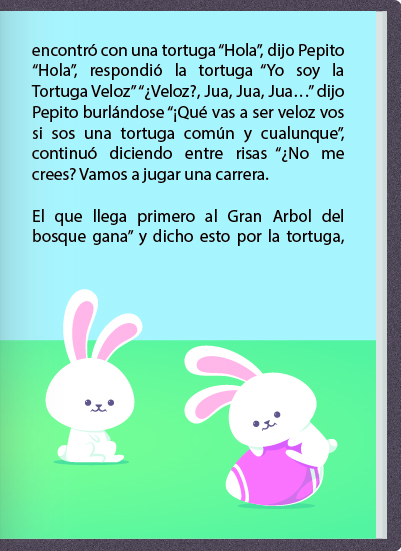 encontró con una tortuga “Hola”, dijo Pepito
“Hola”, respondió la tortuga “Yo soy la
Tortuga Veloz” “¿Veloz?, Jua, Jua, Jua…” dijo
Pepito burlándose “¡Qué vas a ser veloz vos
si sos una tortuga común y cualunque”,
continuó diciendo entre risas “¿No me
crees? Vamos a jugar una carrera.
El que llega primero al Gran Arbol del
bosque gana” y dicho esto por la tortuga,